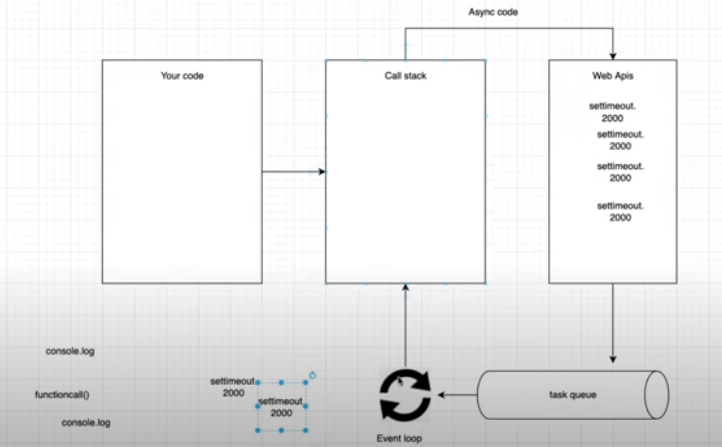 Async code
Your code
Call stack
Web Apis
settimeout.
2000
settimeout.
2000
settimeout.
2000
settimeout.
2000
console.log
functioncall()
console.log
settimeout.
2000
settimeout.
2000
task queue
Event loop